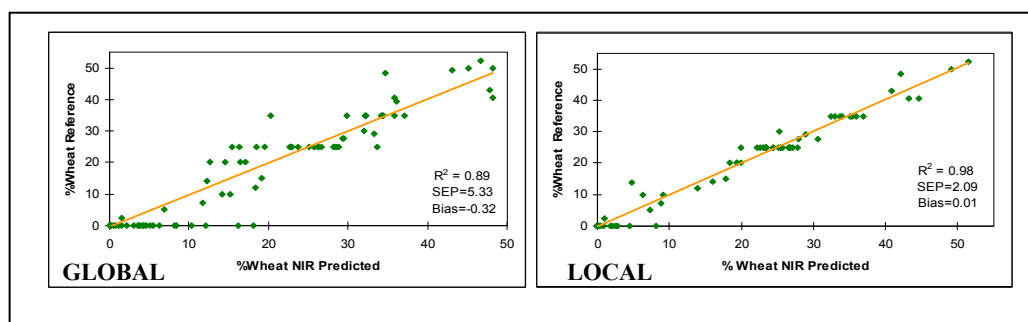 50
40
30
20
10
0
%Wheat Reference
0 10 20 30 40 50
%Wheat NIR Predicted
R² = 0.89
SEP=5.33
Bias=-0.32
GLOBAL
50
40
30
20
10
0
%Wheat Reference
0 10 20 30 40 50
% Wheat NIR Predicted
R² = 0.98
SEP=2.09
Bias=0.01
LOCAL